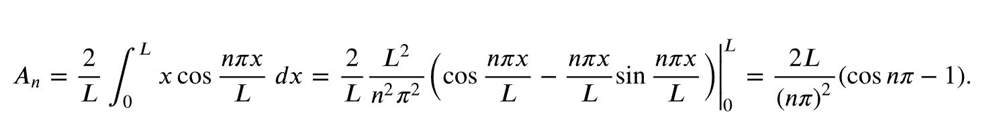 $A_n = \frac{2}{L} \int_0^L x \cos \frac{n\pi x}{L} \, dx = \frac{2}{L} \frac{L^2}{n^2 \pi^2} \left( \cos \frac{n\pi x}{L} - \frac{n\pi x}{L} \sin \frac{n\pi x}{L} \right) \Big|_0^L = \frac{2L}{(n\pi)^2} (\cos n\pi - 1).$